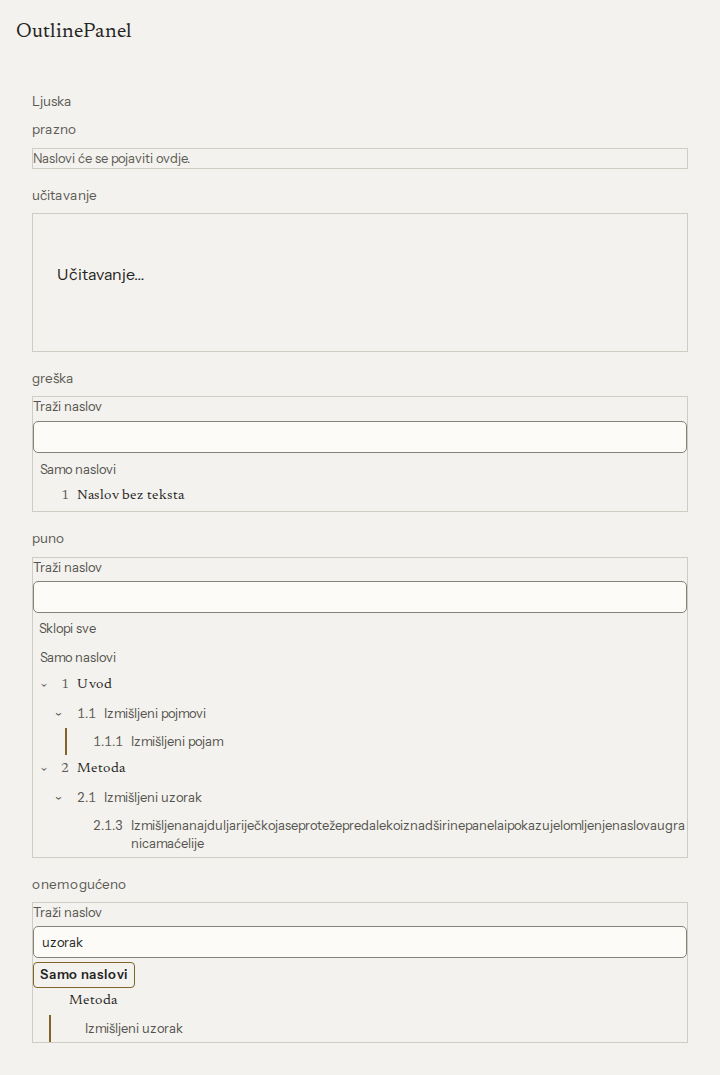 OutlinePanel
Ljuska
prazno
Naslovi će se pojaviti ovdje.
učitavanje
Učitavanje…
greška
Traži naslov
Samo naslovi
1 Naslov bez teksta
puno
Traži naslov
Sklopi sve
Samo naslovi
1 Uvod
1.1 Izmišljeni pojmovi
1.1.1 Izmišljeni pojam
2 Metoda
2.1 Izmišljeni uzorak
2.1.3 Izmišljenanajduljariječkojaseprotežepredalekoiznadširinepanelaipokazujelomljenjenaslovaugra
nicamaćelije
onemogućeno
Traži naslov
uzorak
Samo naslovi
Metoda
Izmišljeni uzorak